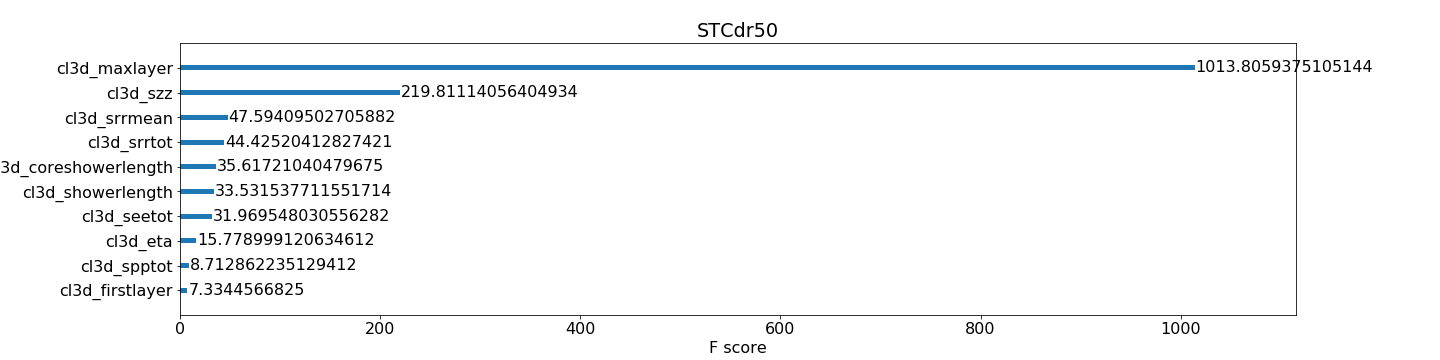 STCdr50
cl3d_maxlayer 1013.8059375105144
cl3d_szz 219.81114056404934
cl3d_srrmean 47.59409502705882
cl3d_srrtot 44.42520412827421
3d_coreshowerlength 35.61721040479675
cl3d_showerlength 33.531537711551714
cl3d_seetot 31.969548030556282
cl3d_eta 15.778999120634612
cl3d_spptot 8.712862235129412
cl3d_firstlayer 7.3344566825
0 200 400 600 800 1000
F score